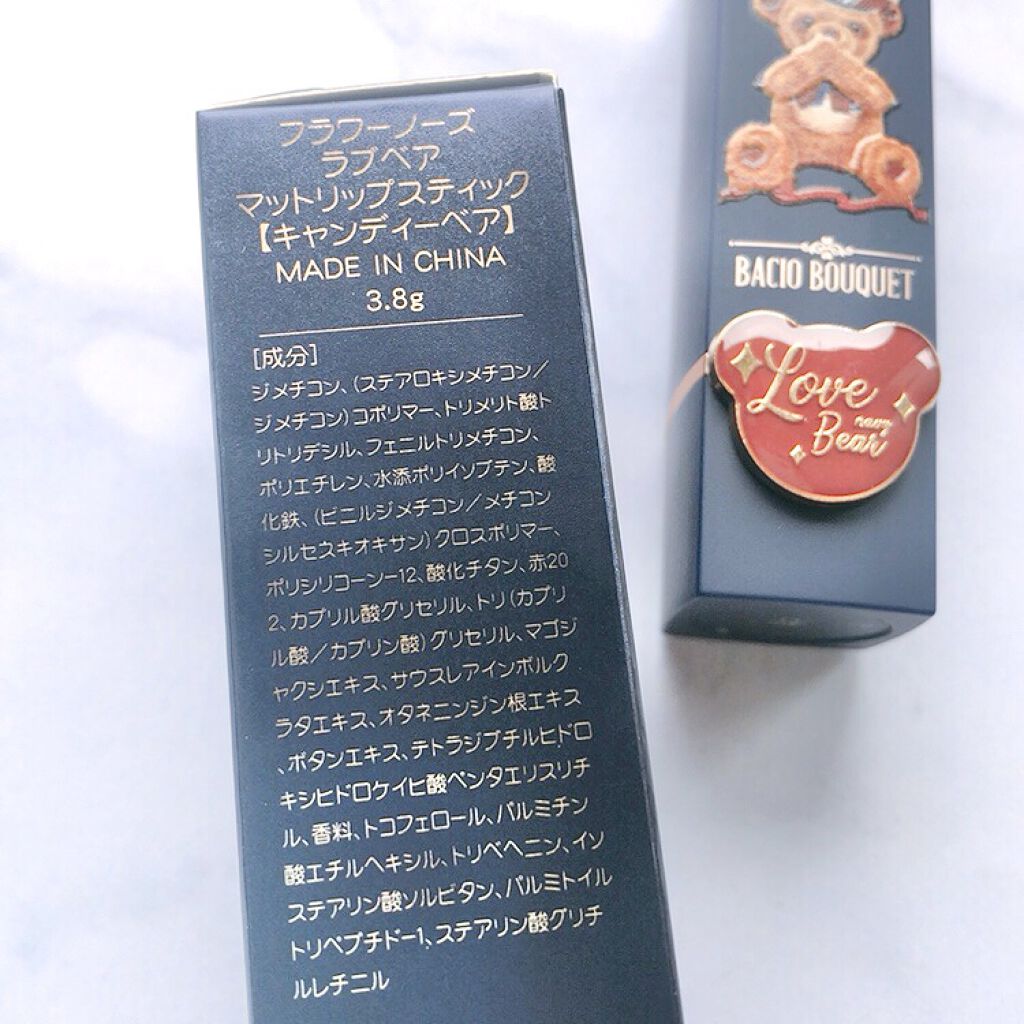 フラワーノーズ
ラブベア
マットリップスティック
【キャンディーベア】
MADE IN CHINA
3.8g
[成分]
ジメチコン、(ステアロキシメチコン／
ジメチコン)コポリマー、トリメリト酸ト
リトリデシル、フェニルトリメチコン、
ポリエチレン、水添ポリイソブテン、酸
化鉄、(ビニルジメチコン／メチコン
シルセスキオキサン)クロスポリマー、
ポリシリコーンー12、酸化チタン、赤20
2、カプリル酸グリセリル、トリ(カプリ
ル酸／カプリン酸)グリセリル、マゴジ
ャクシエキス、サウスレアインボルク
ラタエキス、オタネニンジン根エキス
、ボタンエキス、テトラジブチルヒドロ
キシヒドロケイヒ酸ペンタエリスリチ
ル、香料、トコフェロール、パルミチン
酸エチルヘキシル、トリベヘニン、イソ
ステアリン酸ソルビタン、パルミトイル
トリペプチドー1、ステアリン酸グリチ
ルレチニル
BACIO BOUQUET
Love
navy
Bear